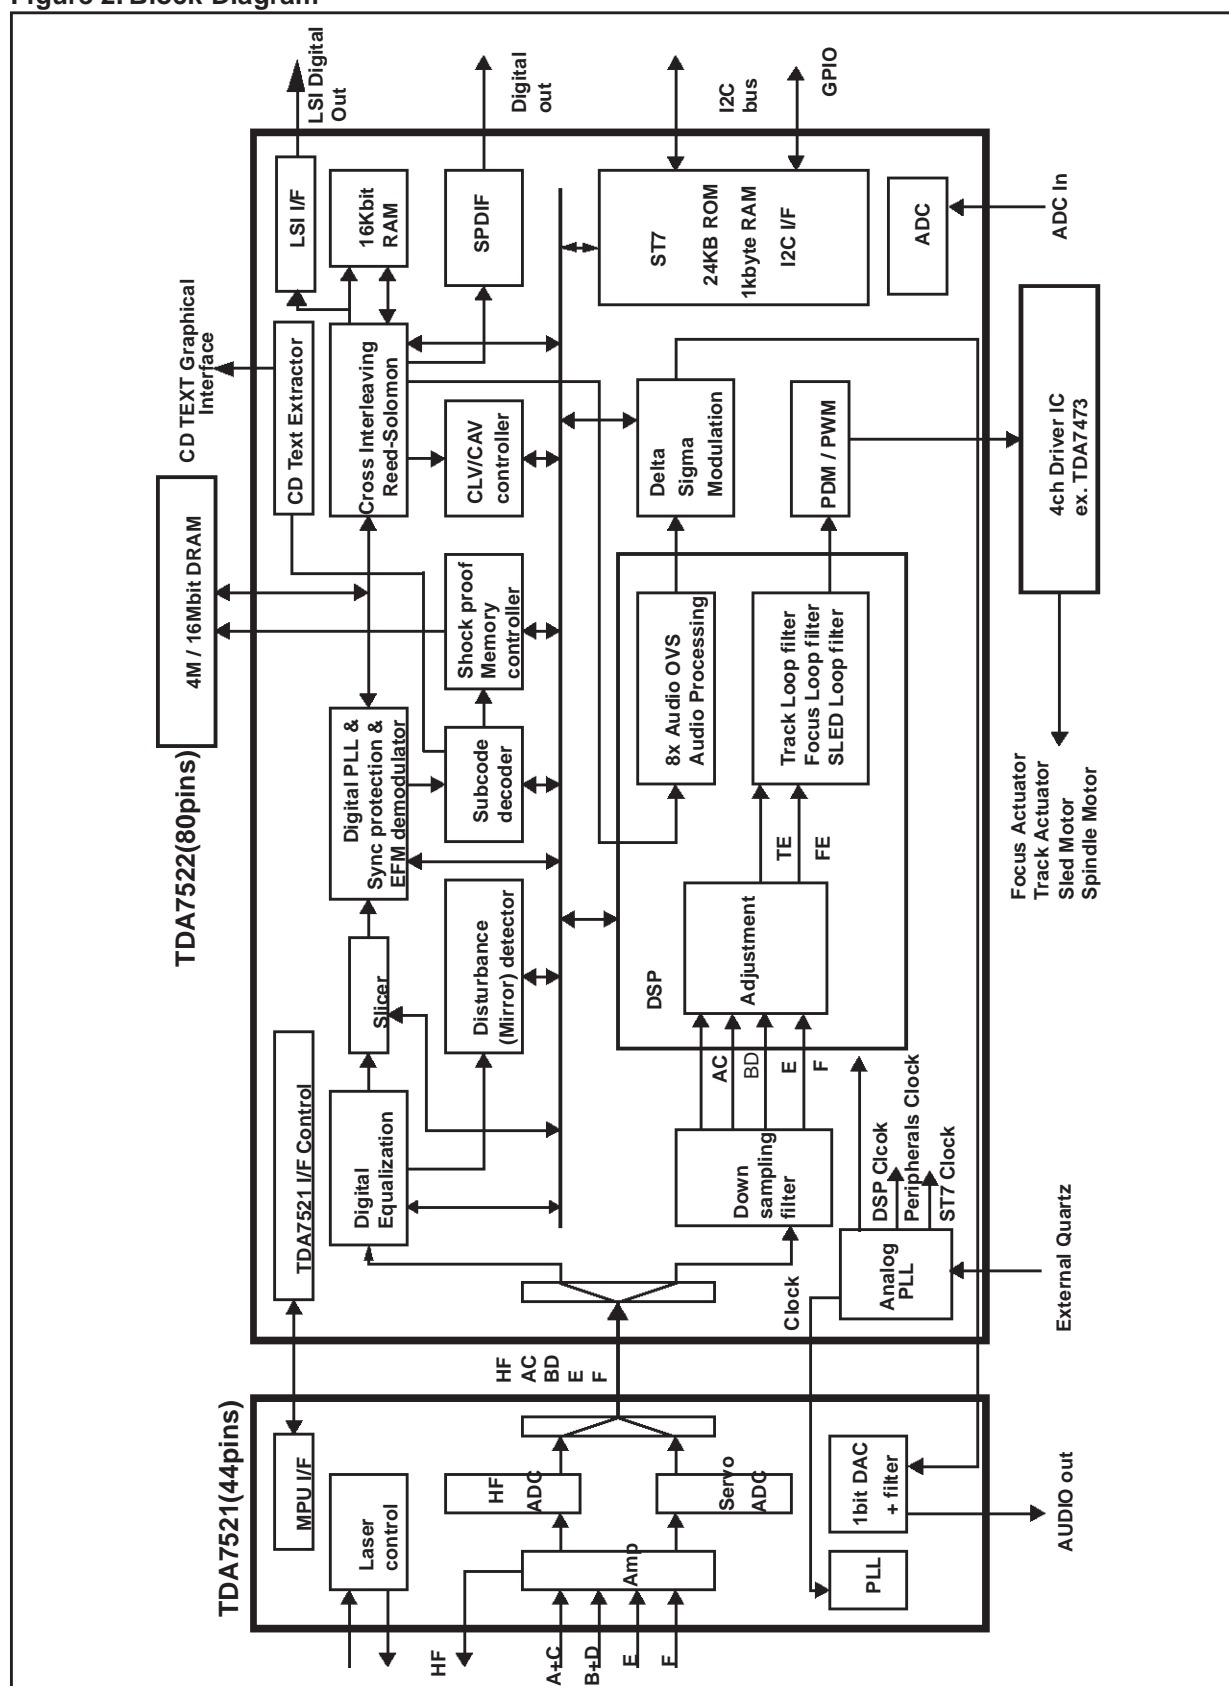 Figure 2. Block Diagram
TDA7521(44pins)
MPU I/F
Laser
control
HF
ADC
Servo
ADC
Amp
HF
A+C
B+D
E
F
PLL
1bit DAC
+ filter
AUDIO out
HF
AC
BD
E
F
TDA7522(80pins)
4M / 16Mbit DRAM
CD TEXT Graphical
Interface
LSI Digital
Out
Digital
out
I2C
bus
GPIO
TDA7521 I/F Control
CD Text Extractor
LSI I/F
Digital
Equalization
Slicer
Digital PLL &
Sync protection &
EFM demodulator
Cross Interleaving
Reed-Solomon
16Kbit
RAM
Disturbance
(Mirror) detector
Subcode
decoder
Shock proof
Memory
controller
CLV/CAV
controller
SPDIF
ST7
24KB ROM
1kbyte RAM
I2C I/F
DSP
8x Audio OVS
Audio Processing
Delta
Sigma
Modulation
Down
sampling
filter
AC
BD
E
F
Adjustment
TE
FE
Track Loop filter
Focus Loop filter
SLED Loop filter
PDM / PWM
ADC
ADC In
Clock
Analog
PLL
DSP Clcok
Peripherals Clock
ST7 Clock
External Quartz
4ch Driver IC
ex. TDA7473
Focus Actuator
Track Actuator
Sled Motor
Spindle Motor